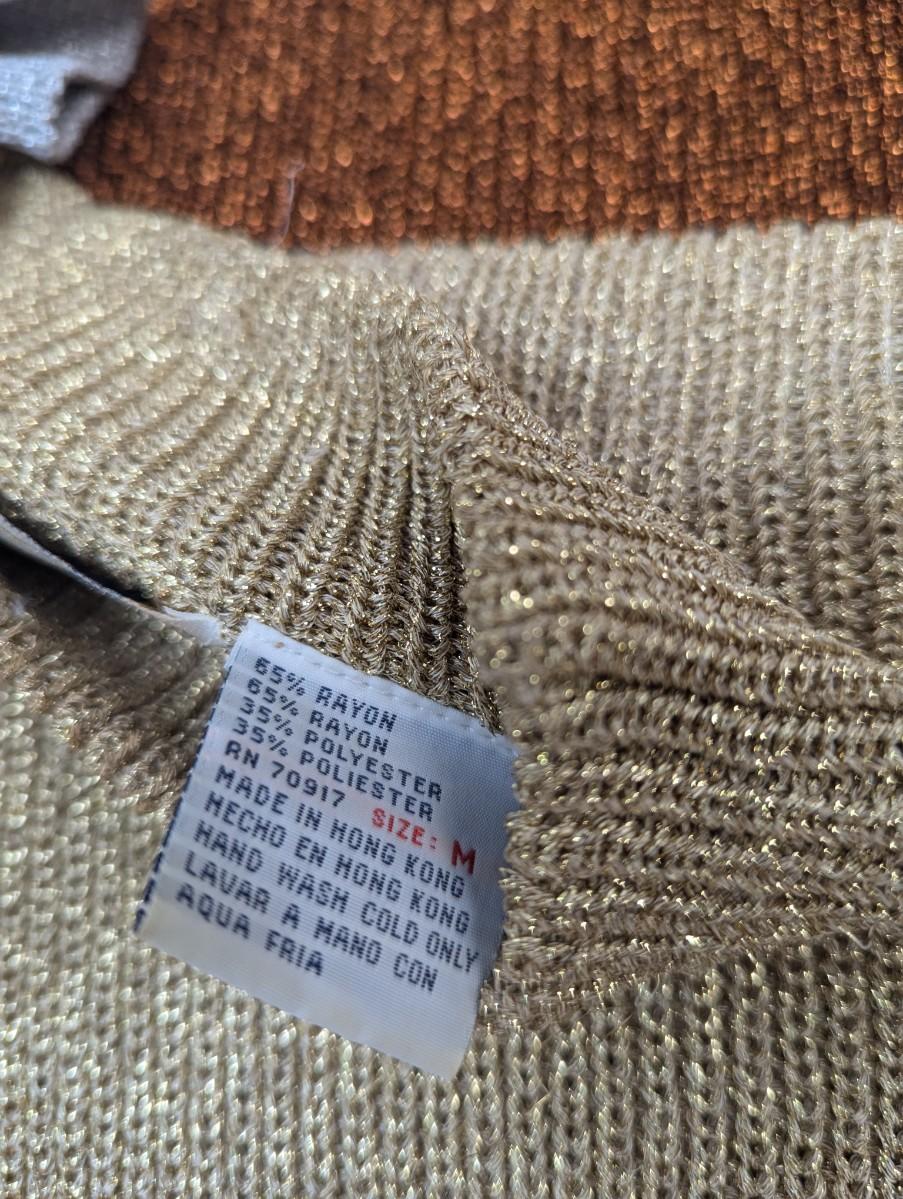 65% RAYON
65% RAYON
35% POLYESTER
35% POLIESTER
RN 70917 SIZE: M
MADE IN HONG KONG
HECHO EN HONG KONG
HAND WASH COLD ONLY
LAVAR A MANO CON
AQUA FRIA